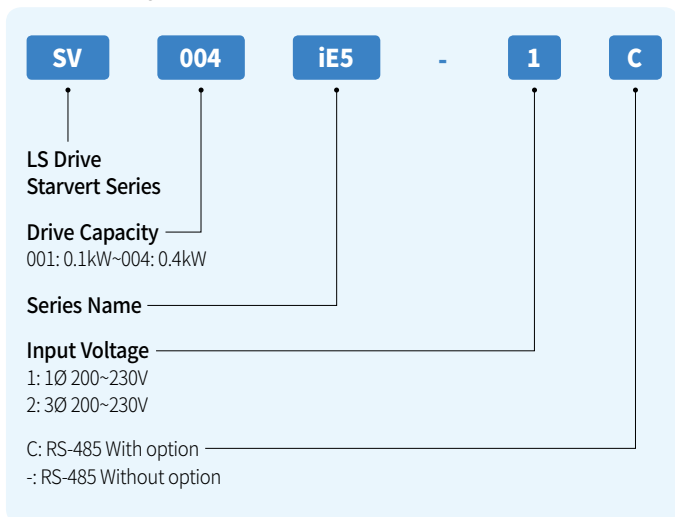 SV 004 iE5 - 1 C
LS Drive
Starvert Series
Drive Capacity
001: 0.1kW~004: 0.4kW
Series Name
Input Voltage
1: 1Ø 200~230V
2: 3Ø 200~230V
C: RS-485 With option
-: RS-485 Without option